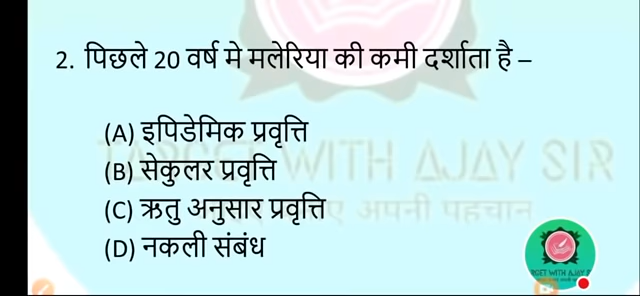 2. पिछले 20 वर्ष मे मलेरिया की कमी दर्शाता है –
(A) इपिडेमिक प्रवृत्ति
(B) सेकुलर प्रवृत्ति
(C) ऋतु अनुसार प्रवृत्ति
(D) नकली संबंध
WITH AJAY SIR
अपनी पहचान